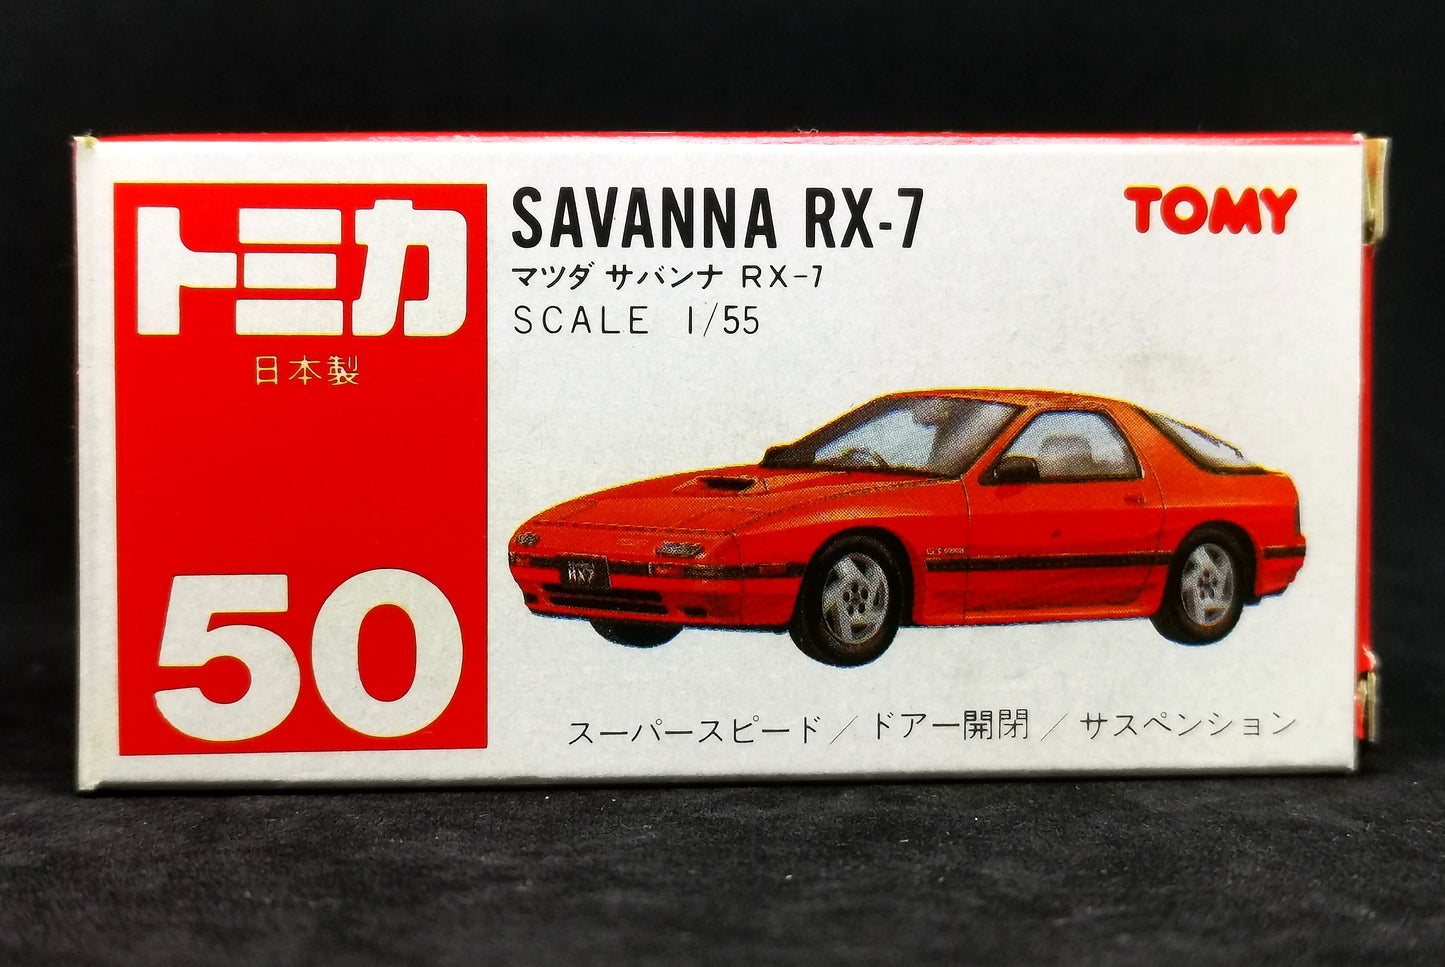 トミカ
日本製
50
SAVANNA RX-7
マツダ サバンナ RX-7
SCALE 1/55
TOMY
RX7
スーパースピード／ドアー開閉／サスペンション